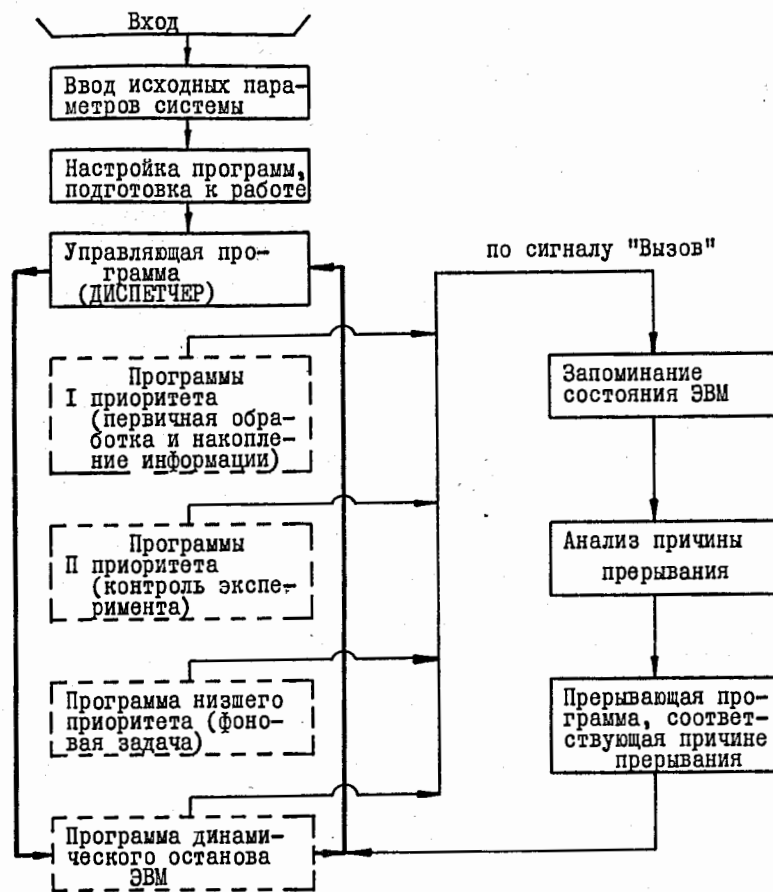 Вход
Ввод исходных пара-
метров системы
Настройка программ,
подготовка к работе
Управляющая про-
грамма
(ДИСПЕТЧЕР)
по сигналу "Вызов"
Программы
I приоритета
(первичная обра-
ботка и накопле-
ние информации)
Запоминание
состояния ЭВМ
Программы
П приоритета
(контроль экспе-
римента)
Анализ причины
прерывания
Программа низшего
приоритета (фоно-
вая задача)
Прерывающая про-
грамма, соответ-
ствующая причине
прерывания
Программа динами-
ческого останова
ЭВМ